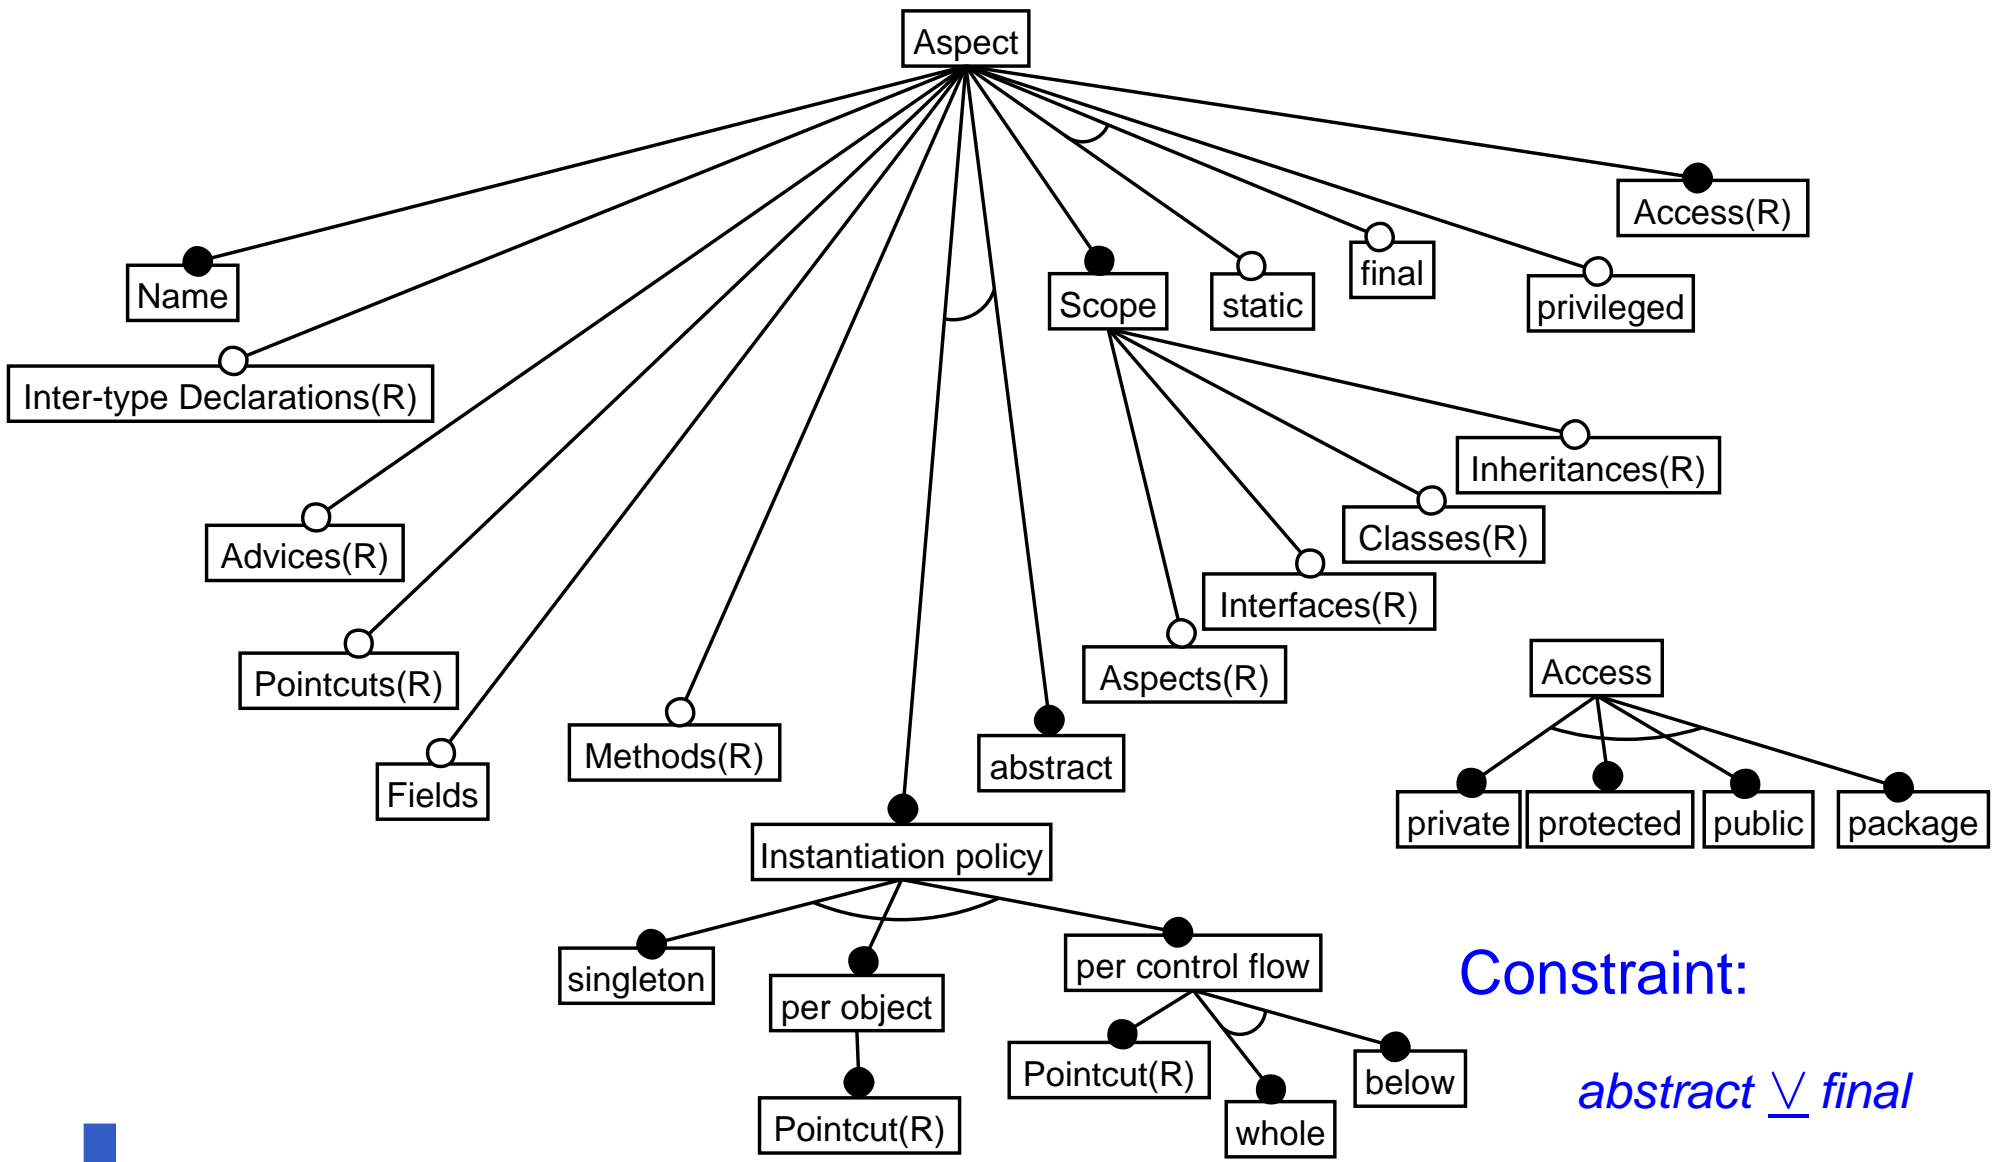 Aspect
Access(R)
Name
final
Scope
static
privileged
Inter-type Declarations(R)
Inheritances(R)
Classes(R)
Advices(R)
Interfaces(R)
Pointcuts(R)
Aspects(R)
Access
Methods(R)
abstract
Fields
private
protected
public
package
Instantiation policy
singleton
per object
per control flow
Constraint:
Pointcut(R)
below
abstract ⊻ final
Pointcut(R)
whole